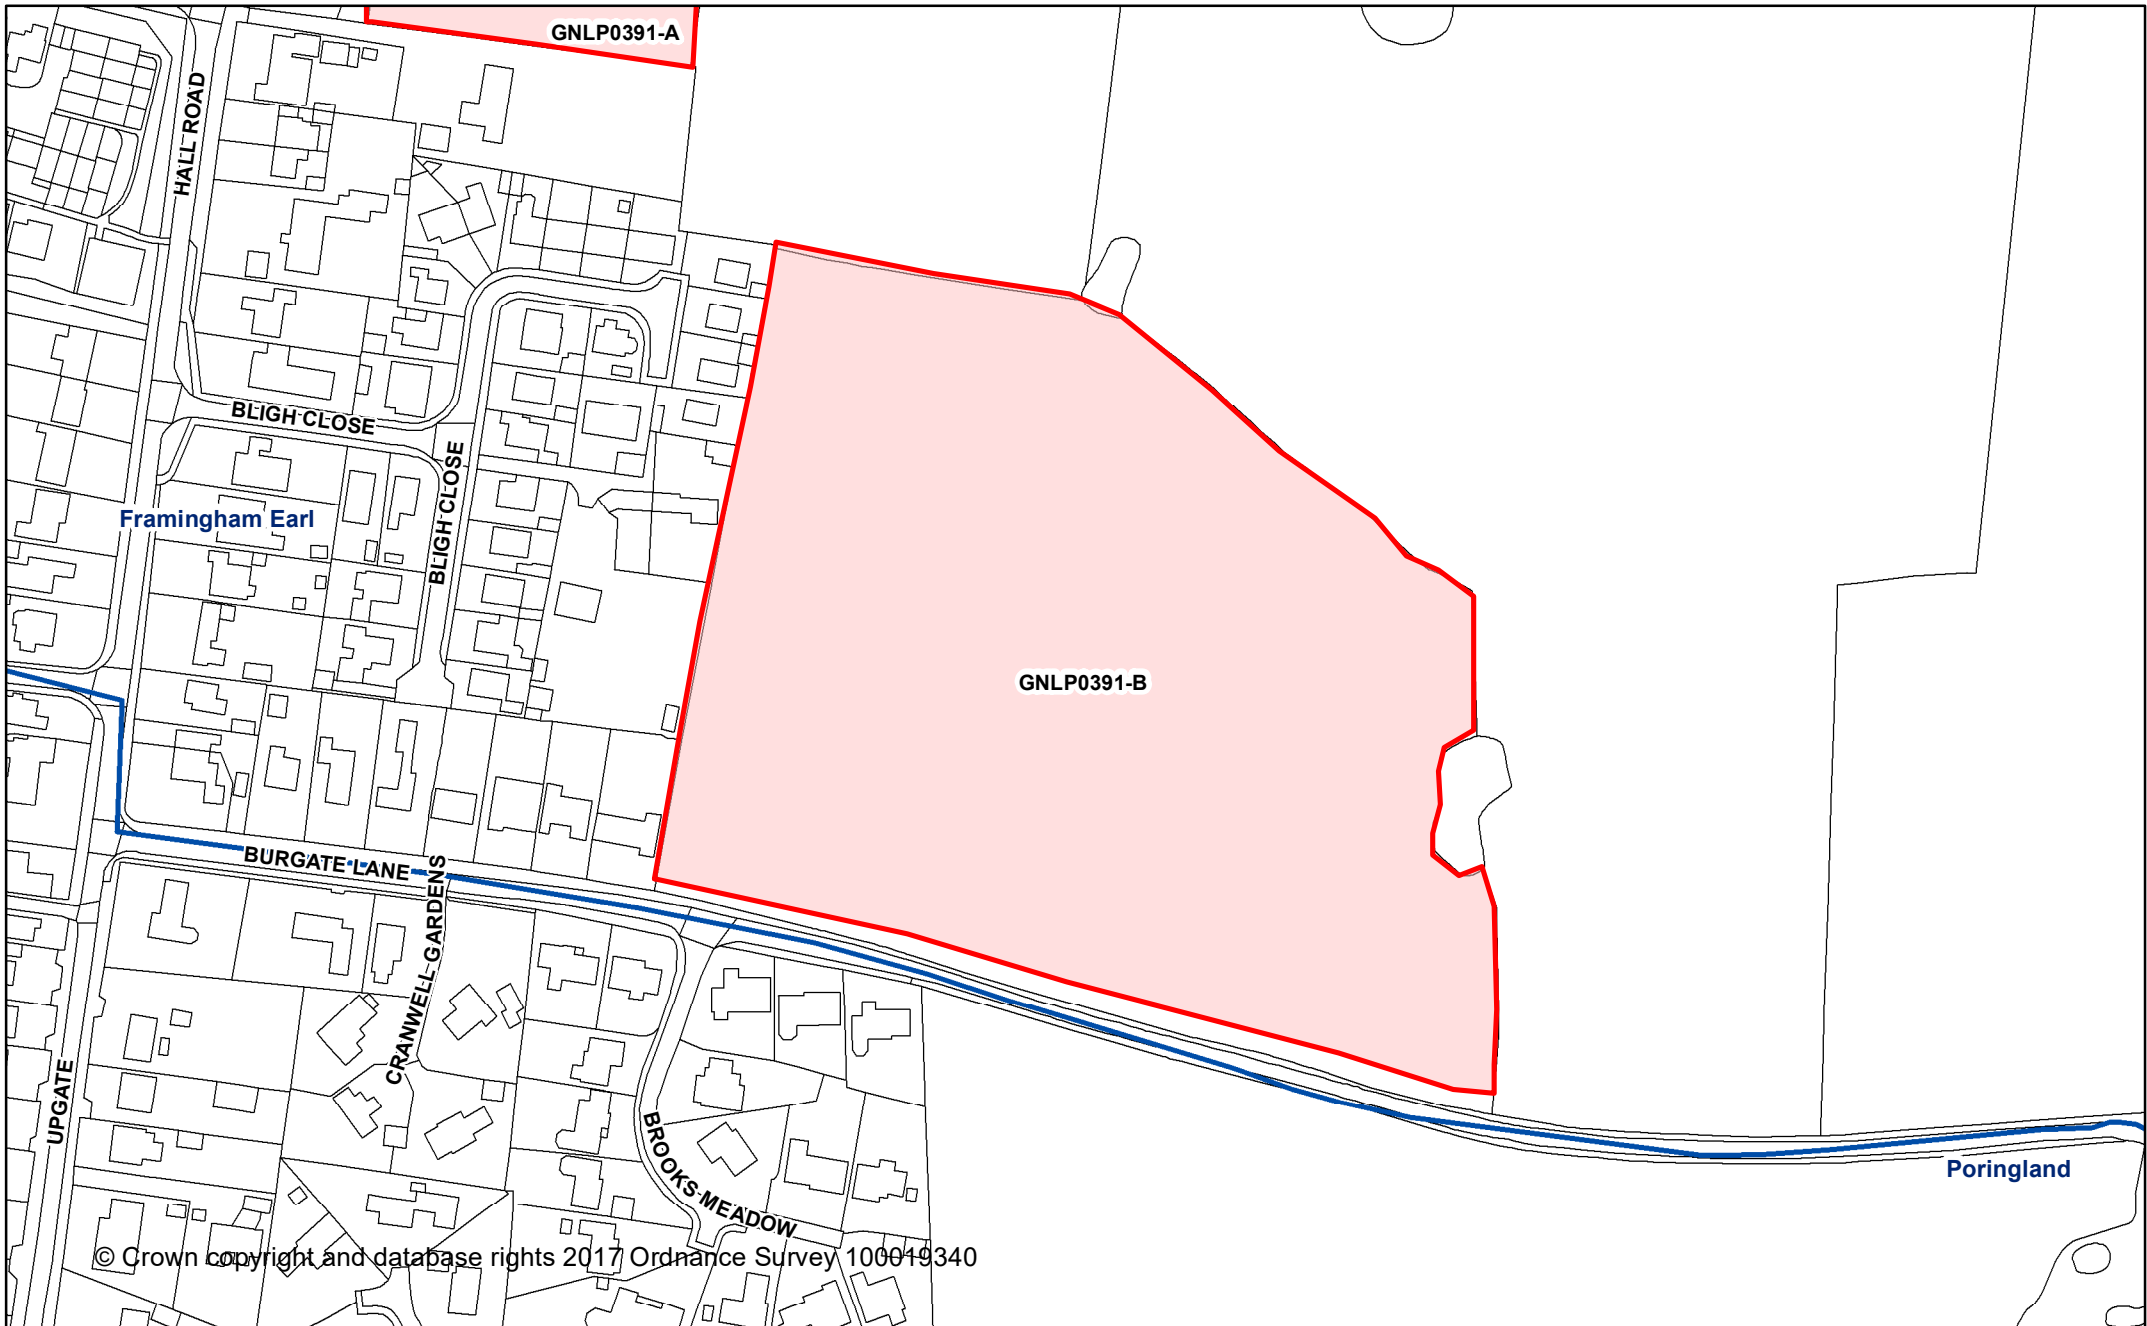 GNLP0391-A
HALL ROAD
BLIGH CLOSE
BLIGH CLOSE
Framingham Earl
GNLP0391-B
BURGATE LANE
CRANWELL GARDENS
UPGATE
BROOKS MEADOW
Poringland
© Crown copyright and database rights 2017 Ordnance Survey 100019340